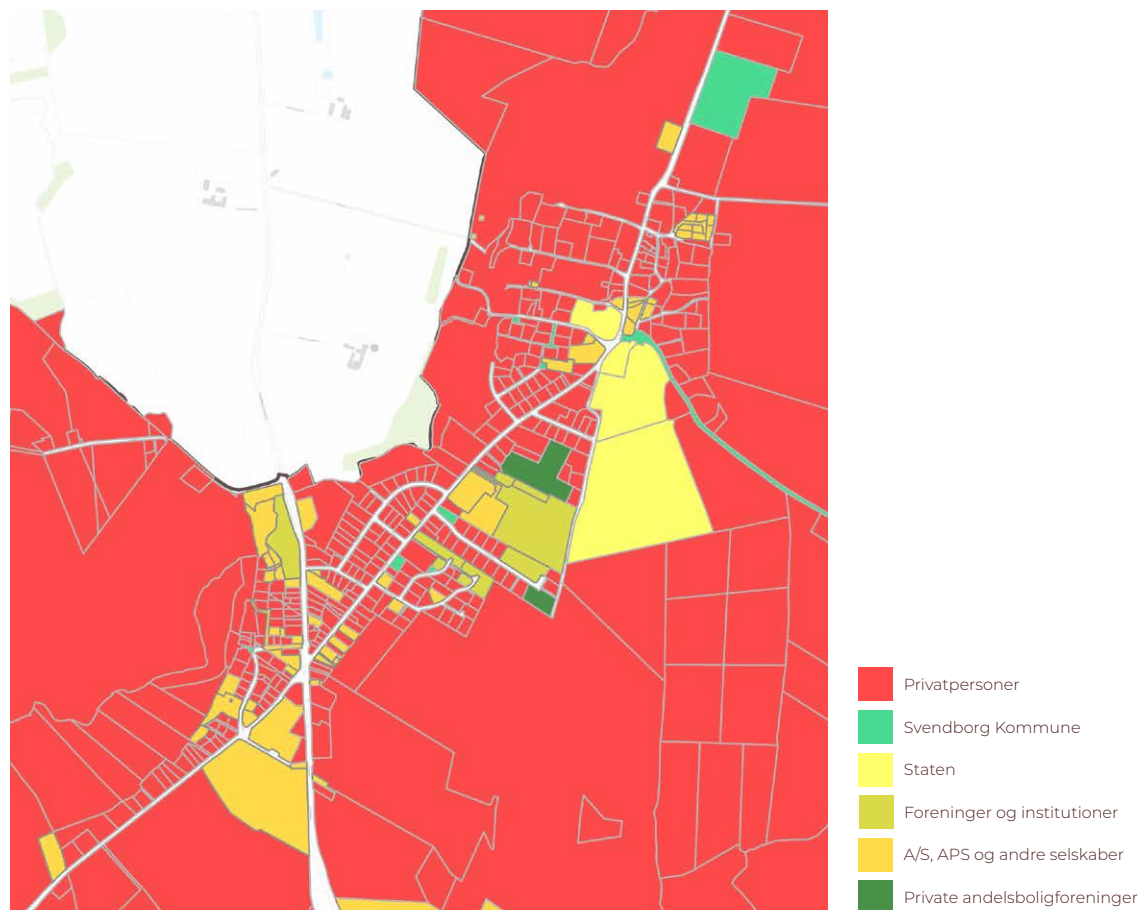 Privatpersoner
Svendborg Kommune
Staten
Foreninger og institutioner
A/S, APS og andre selskaber
Private andelsboligforeninger